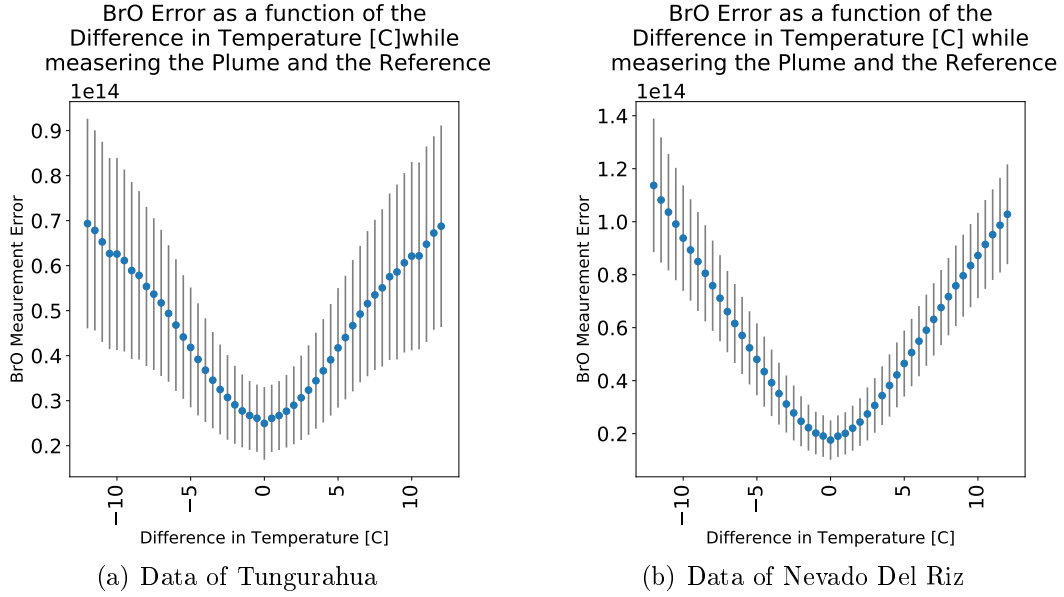 BrO Error as a function of the
Difference in Temperature [C]while
measering the Plume and the Reference
1e14
0.9
0.8
0.7
0.6
0.5
0.4
0.3
0.2
BrO Meaurement Error
−10
−5
0
5
10
Difference in Temperature [C]
(a) Data of Tungurahua
BrO Error as a function of the
Difference in Temperature [C] while
measering the Plume and the Reference
1e14
1.4
1.2
1.0
0.8
0.6
0.4
0.2
BrO Meaurement Error
−10
−5
0
5
10
Difference in Temperature [C]
(b) Data of Nevado Del Riz